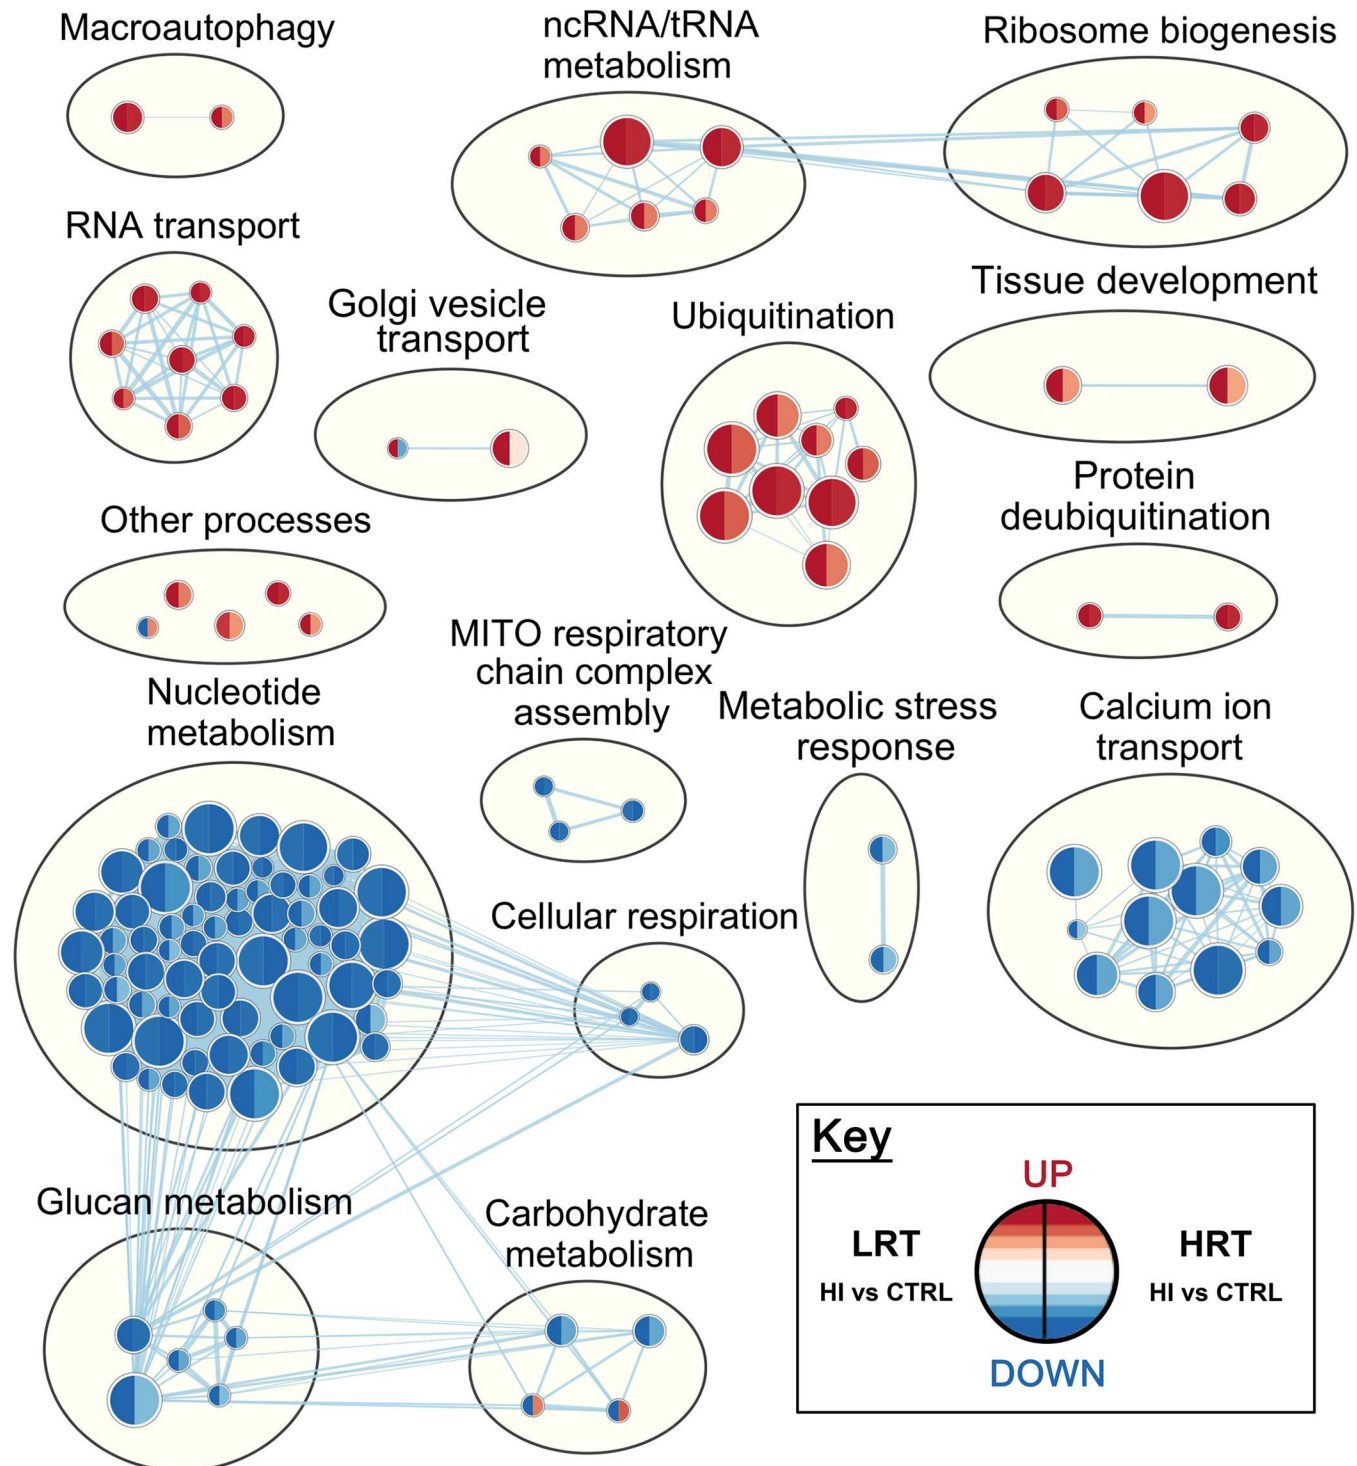 Macroautophagy
ncRNA/tRNA
metabolism
Ribosome biogenesis
RNA transport
Golgi vesicle
transport
Ubiquitination
Tissue development
Other processes
Protein
deubiquitination
Nucleotide
metabolism
MITO respiratory
chain complex
assembly
Metabolic stress
response
Calcium ion
transport
Cellular respiration
Glucan metabolism
Carbohydrate
metabolism
Key
UP
LRT
HI vs CTRL
HRT
HI vs CTRL
DOWN